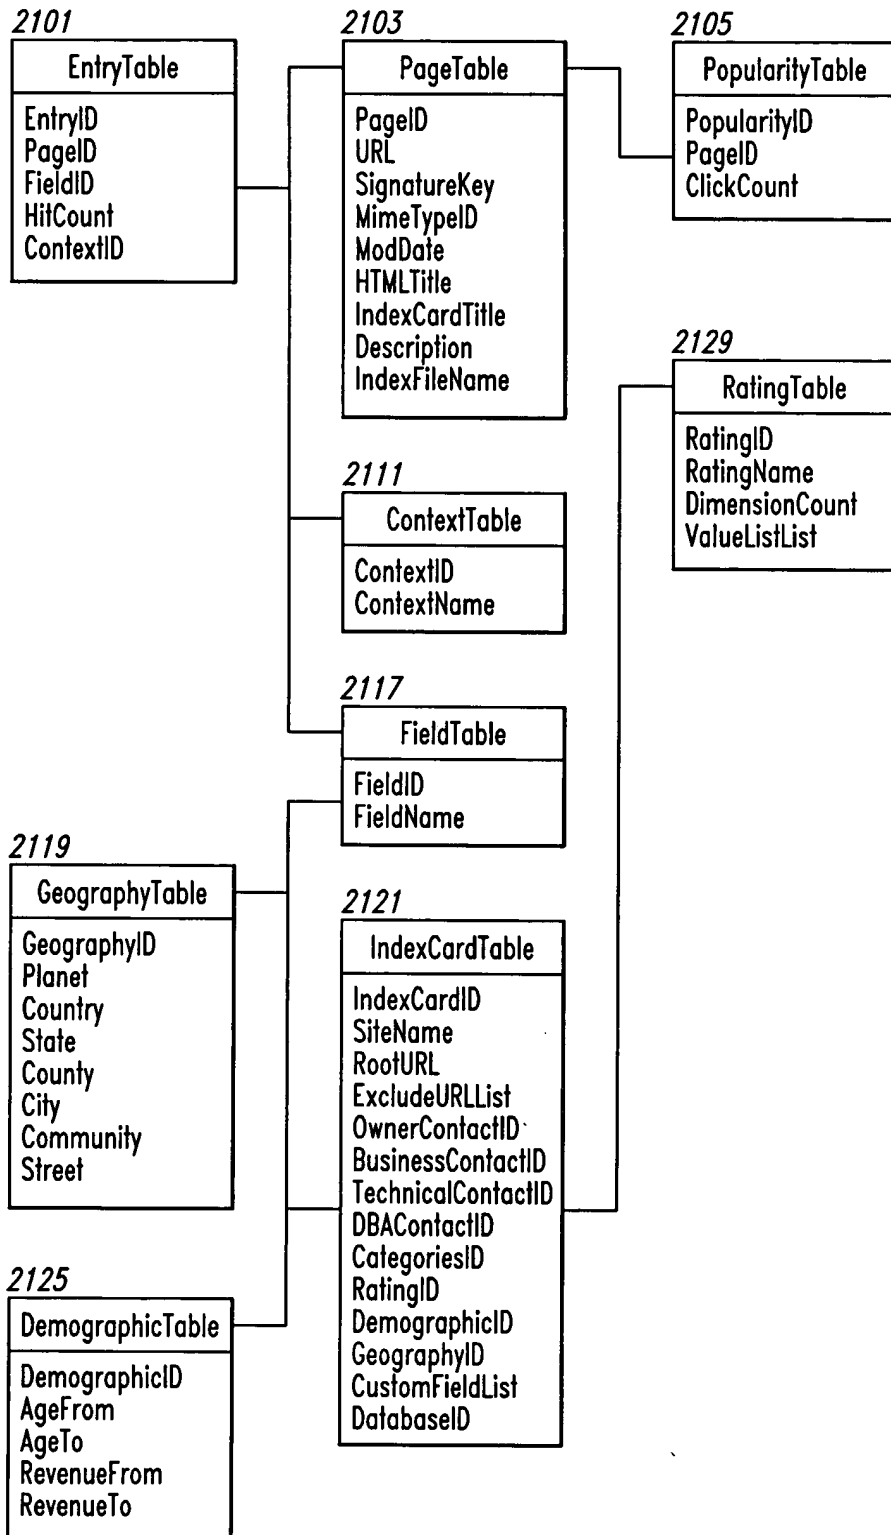 2101
EntryTable
EntryID
PageID
FieldID
HitCount
ContextID
2103
PageTable
PageID
URL
SignatureKey
MimeTypeID
ModDate
HTMLTitle
IndexCardTitle
Description
IndexFileName
2105
PopularityTable
PopularityID
PageID
ClickCount
2129
RatingTable
RatingID
RatingName
DimensionCount
ValueListList
2111
ContextTable
ContextID
ContextName
2117
FieldTable
FieldID
FieldName
2119
GeographyTable
GeographyID
Planet
Country
State
County
City
Community
Street
2121
IndexCardTable
IndexCardID
SiteName
RootURL
ExcludeURLList
OwnerContactID
BusinessContactID
TechnicalContactID
DBAContactID
CategoriesID
RatingID
DemographicID
GeographyID
CustomFieldList
DatabaseID
2125
DemographicTable
DemographicID
AgeFrom
AgeTo
RevenueFrom
RevenueTo